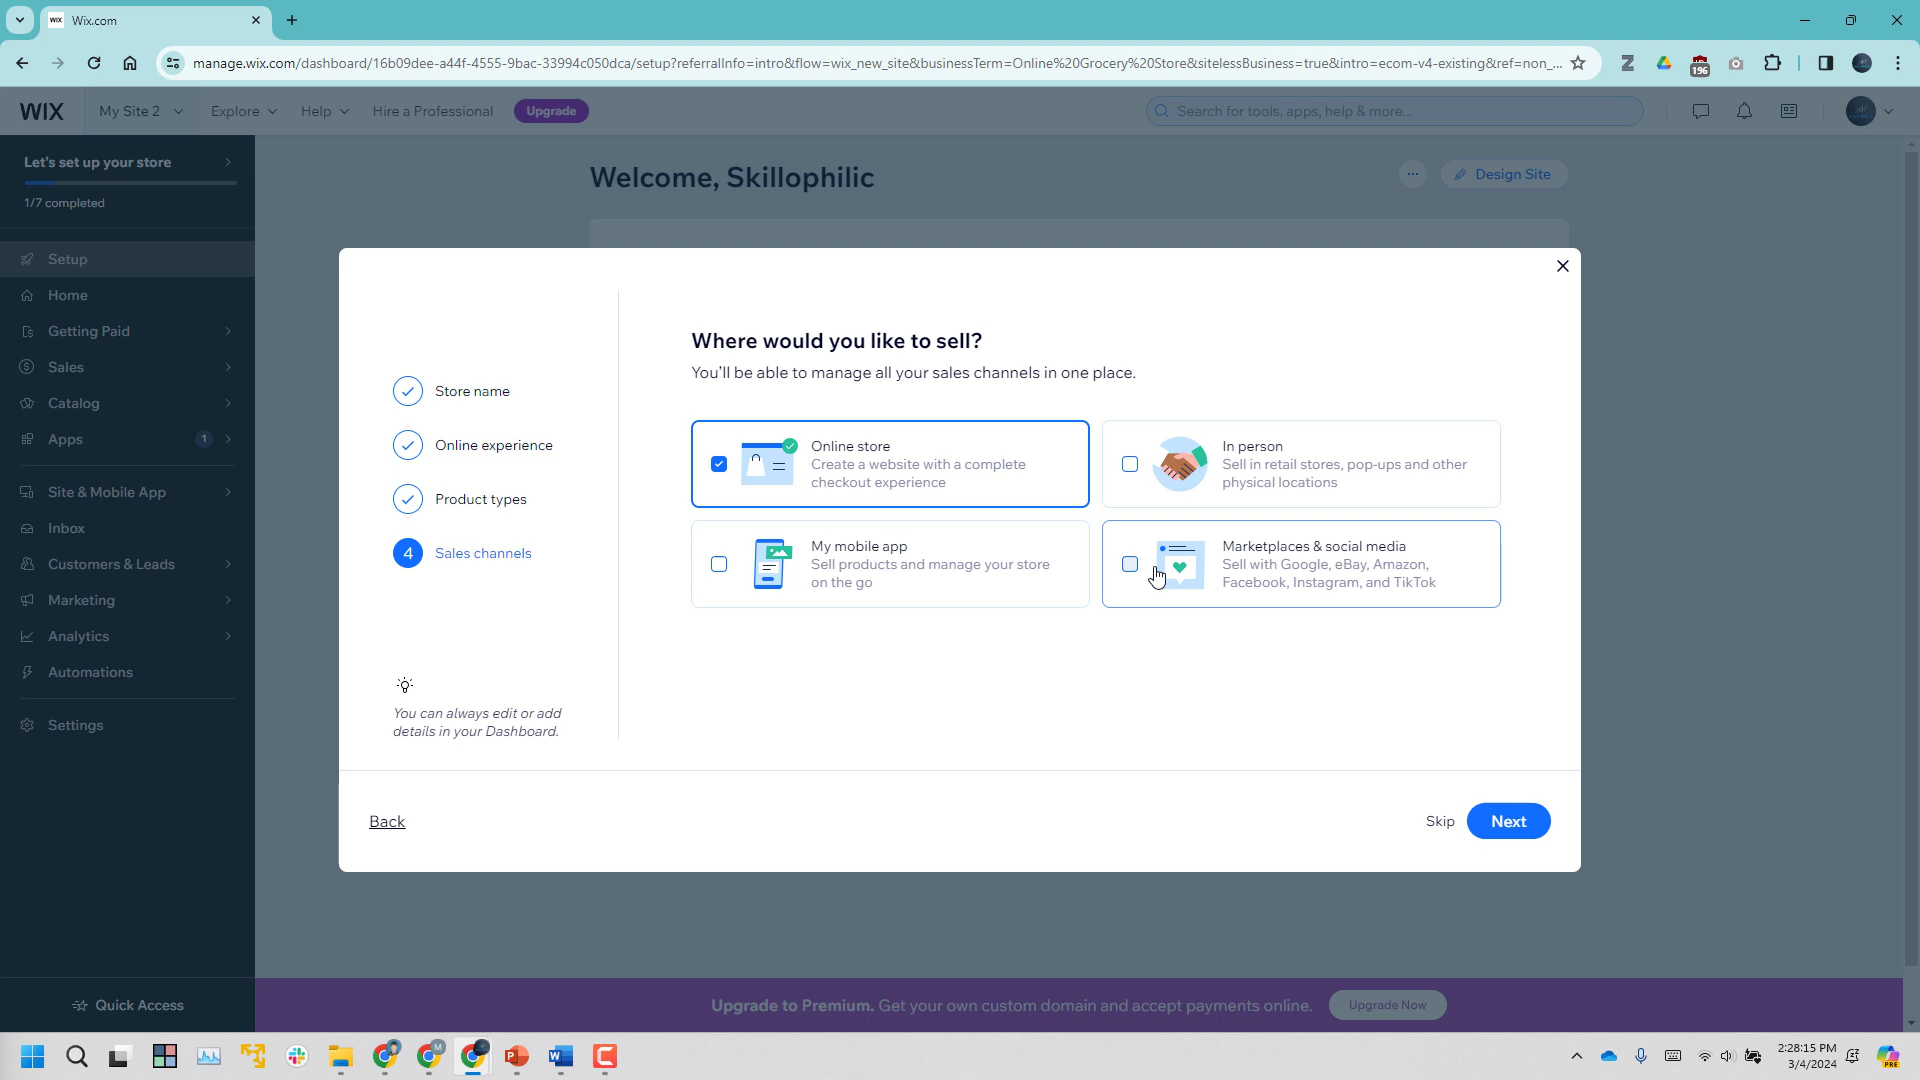 WiX Wix.com
manage.wix.com/dashboard/16b09dee-a44f-4555-9bac-33994c050dca/setup?referralInfo=intro&flow=wix_new_site&businessTerm=Online%20Grocery%20Store&sitelessBusiness=true&intro=ecom-v4-existing&ref=non_...
196
WIX My Site 2 Explore Help Hire a Professional Upgrade Search for tools, apps, help & more...
Let's set up your store
1/7 completed
Setup
Home
Getting Paid
Sales
Catalog
Apps 1
Site & Mobile App
Inbox
Customers & Leads
Marketing
Analytics
Automations
Settings
Quick Access
Welcome, Skillophilic
Design Site
Store name
Online experience
Product types
4 Sales channels
You can always edit or add
details in your Dashboard.
Where would you like to sell?
You'll be able to manage all your sales channels in one place.
Online store
Create a website with a complete
checkout experience
In person
Sell in retail stores, pop-ups and other
physical locations
My mobile app
Sell products and manage your store
on the go
Marketplaces & social media
Sell with Google, eBay, Amazon,
Facebook, Instagram, and TikTok
Back
Skip Next
Upgrade to Premium. Get your own custom domain and accept payments online. Upgrade Now
2:28:15 PM
3/4/2024
PRE